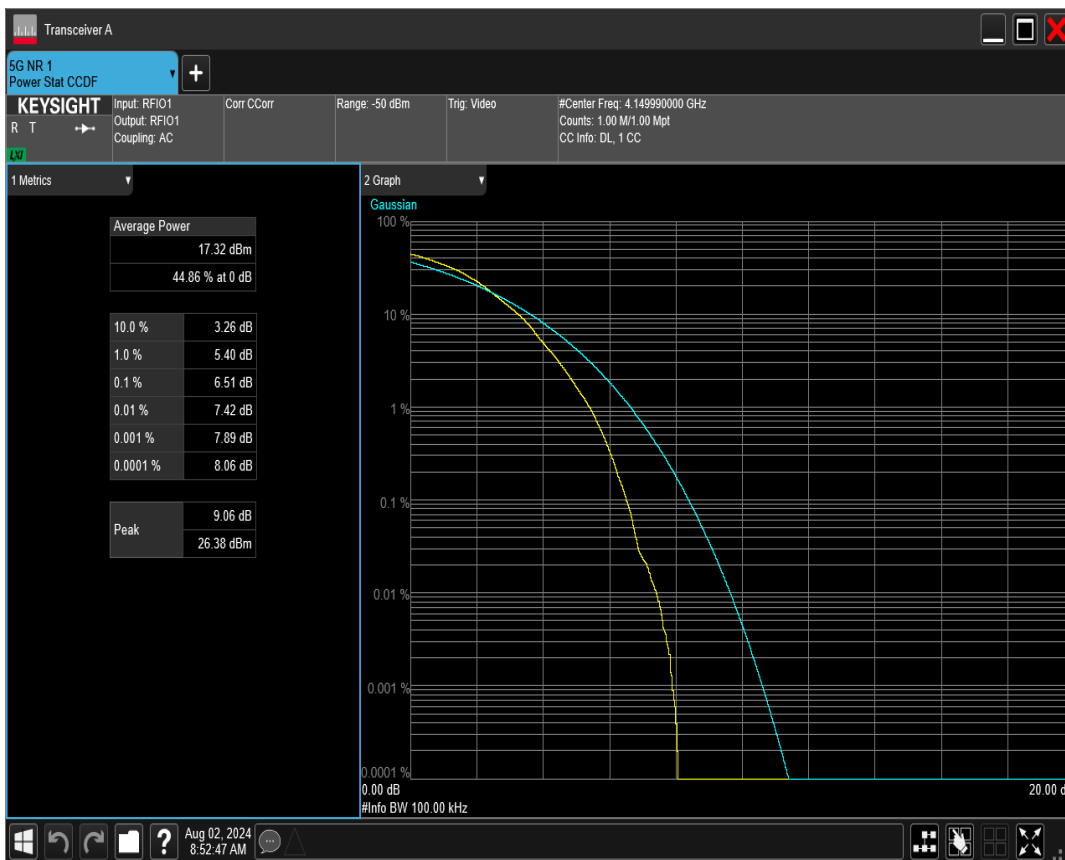 Transceiver A
5G NR 1
Power Stat CCDF
+
KEYSIGHT
R T
LXI
Input: RFIO1
Output: RFIO1
Coupling: AC
Corr CCorr
Range: -50 dBm
Trig: Video
#Center Freq: 4.149990000 GHz
Counts: 1.00 M/1.00 Mpt
CC Info: DL, 1 CC
1 Metrics
Average Power
17.32 dBm
44.86 % at 0 dB
10.0 % 3.26 dB
1.0 % 5.40 dB
0.1 % 6.51 dB
0.01 % 7.42 dB
0.001 % 7.89 dB
0.0001 % 8.06 dB
Peak
9.06 dB
26.38 dBm
2 Graph
Gaussian
100 %
10 %
1 %
0.1 %
0.01 %
0.001 %
0.0001 %
0.00 dB
20.00 d
#Info BW 100.00 kHz
?
Aug 02, 2024
8:52:47 AM